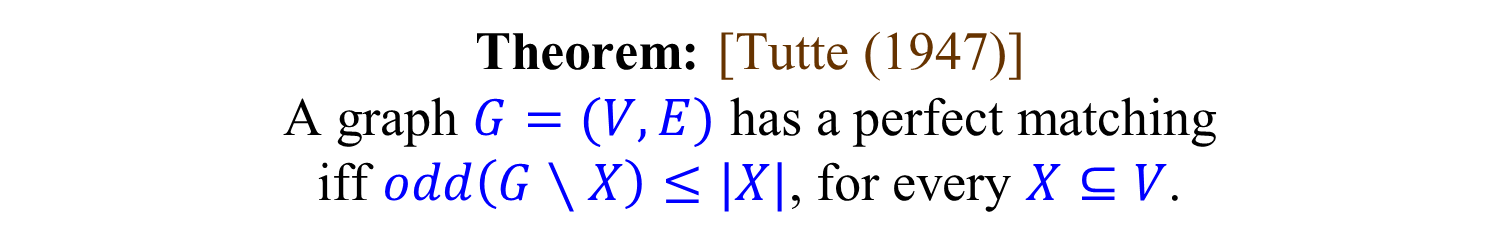 Theorem: [Tutte (1947)]
A graph G = (V, E) has a perfect matching
iff odd(G \ X) ≤ |X|, for every X ⊆ V.